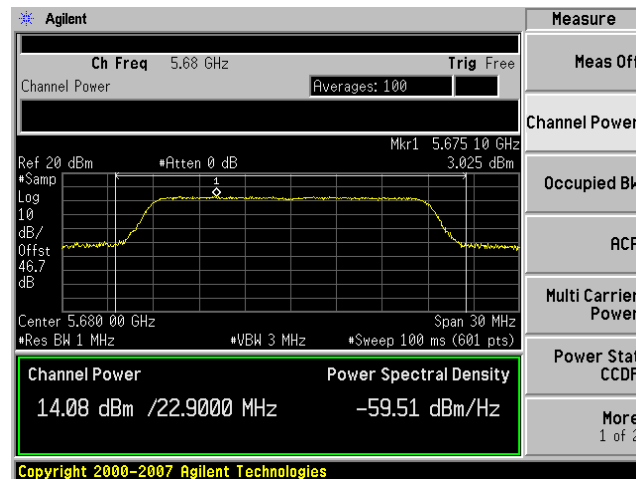 Agilent
Measure
Ch Freq 5.68 GHz Trig Free
Channel Power Averages: 100
Mkr1 5.675 10 GHz
Ref 20 dBm #Atten 0 dB 3.025 dBm
#Samp
Log
10
dB/
Offst
46.7
dB
1
Center 5.680 00 GHz Span 30 MHz
#Res BW 1 MHz #VBW 3 MHz #Sweep 100 ms (601 pts)
Channel Power Power Spectral Density
14.08 dBm /22.9000 MHz -59.51 dBm/Hz
Meas Off
Channel Power
Occupied BW
ACP
Multi Carrier
Power
Power Stat
CCDF
More
1 of 2
Copyright 2000-2007 Agilent Technologies